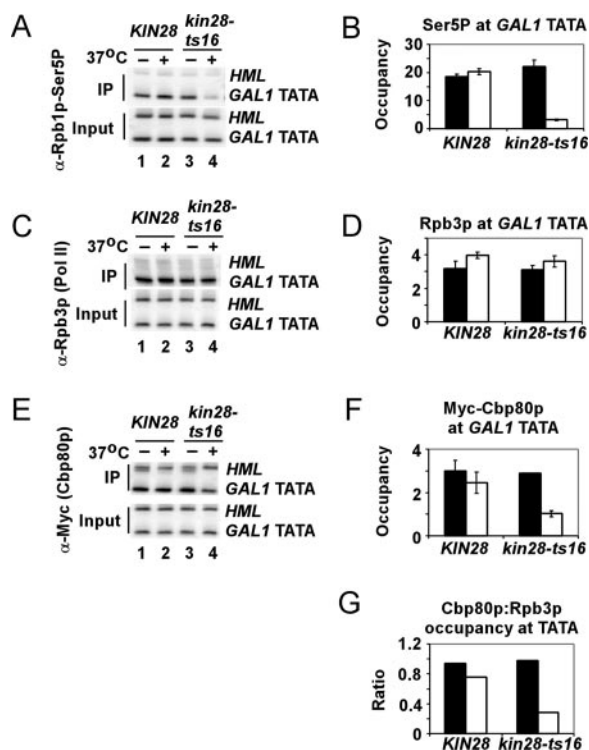 A
KIN28 kin28-ts16
37°C − + − +
α-Rpb1p-Ser5P
IP
HML
GAL1 TATA
Input
HML
GAL1 TATA
1 2 3 4
B
Ser5P at GAL1 TATA
Occupancy
30
20
10
0
KIN28 kin28-ts16
C
KIN28 kin28-ts16
37°C − + − +
α-Rpb3p (Pol II)
IP
HML
GAL1 TATA
Input
HML
GAL1 TATA
1 2 3 4
D
Rpb3p at GAL1 TATA
Occupancy
6
4
2
0
KIN28 kin28-ts16
E
KIN28 kin28-ts16
37°C − + − +
α-Myc (Cbp80p)
IP
HML
GAL1 TATA
Input
HML
GAL1 TATA
1 2 3 4
F
Myc-Cbp80p
at GAL1 TATA
Occupancy
4
2
0
KIN28 kin28-ts16
G
Cbp80p:Rpb3p
occupancy at TATA
Ratio
1.2
0.8
0.4
0
KIN28 kin28-ts16